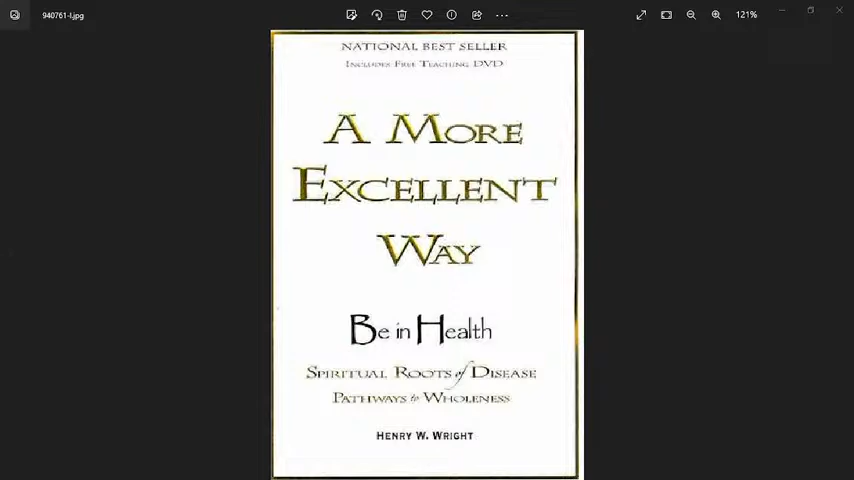 940761-l.jpg
121%
NATIONAL BEST SELLER
INCLUDES FREE TEACHING DVD
A MORE
EXCELLENT
WAY
Be in Health
SPIRITUAL ROOTS of DISEASE
PATHWAYS to WHOLENESS
HENRY W. WRIGHT